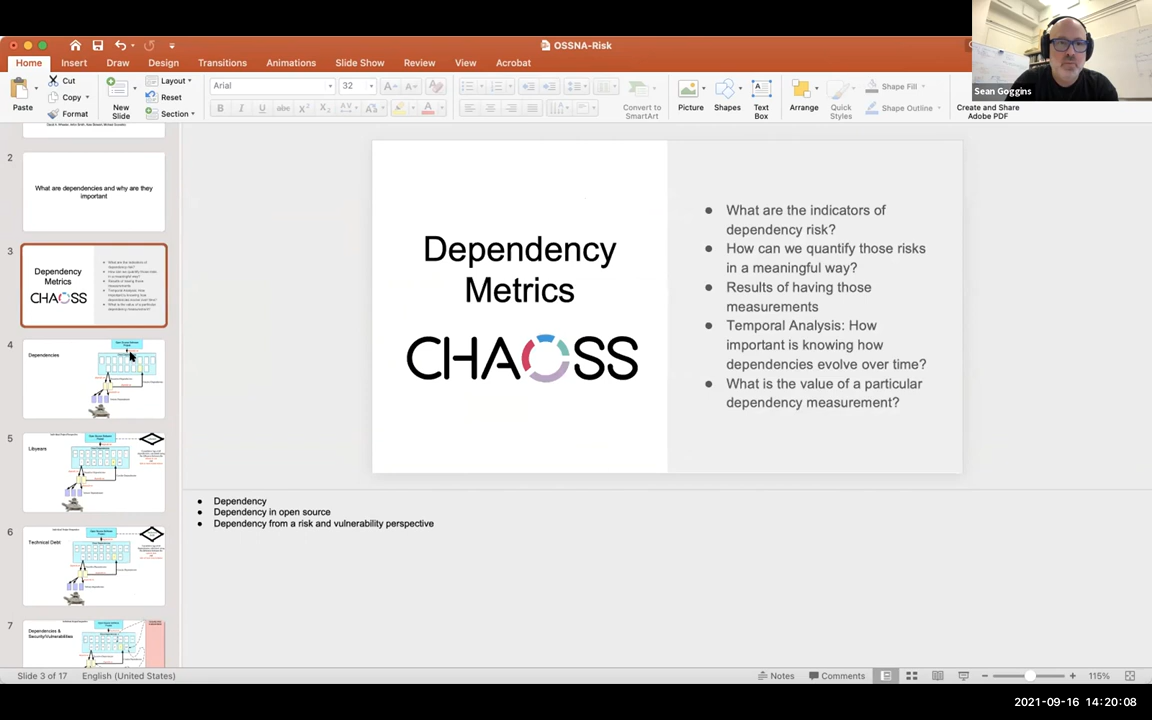 OSSNA-Risk
Home
Insert
Draw
Design
Transitions
Animations
Slide Show
Review
View
Acrobat
Sean Goggins
Paste
Cut
Copy
Format
New
Slide
Layout
Reset
Section
Arial
32
Convert to
SmartArt
Picture
Shapes
Text
Box
Arrange
Quick
Styles
Shape Fill
Shape Outline
Create and Share
Adobe PDF
2
What are dependencies and why are they
important
3
Dependency
Metrics
CHAOSS
4
Dependencies
5
Libyears
6
Technical Debt
7
Dependencies &
Security/Vulnerabilities
Dependency
Metrics
CHAOSS
● What are the indicators of
dependency risk?
● How can we quantify those risks
in a meaningful way?
● Results of having those
measurements
● Temporal Analysis: How
important is knowing how
dependencies evolve over time?
● What is the value of a particular
dependency measurement?
● Dependency
● Dependency in open source
● Dependency from a risk and vulnerability perspective
Slide 3 of 17
English (United States)
Notes
Comments
115%
2021-09-16 14:20:08